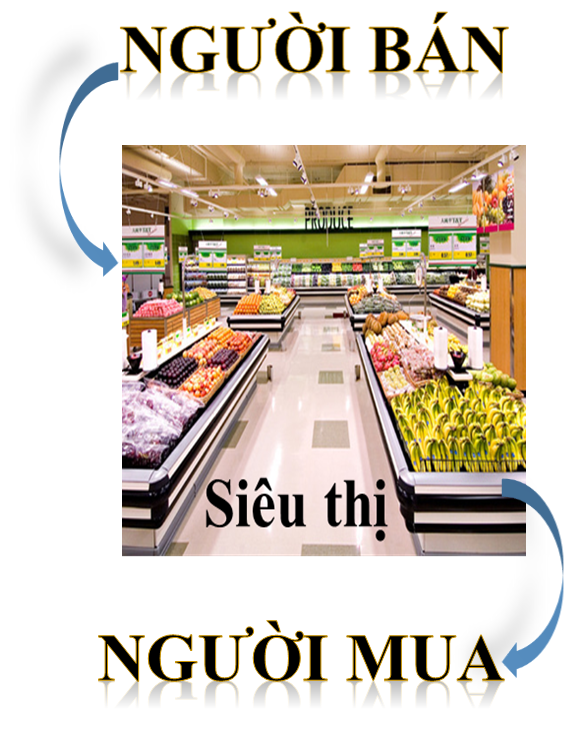 NGƯỜI BÁN
PRODUCE
Siêu thị
NGƯỜI MUA